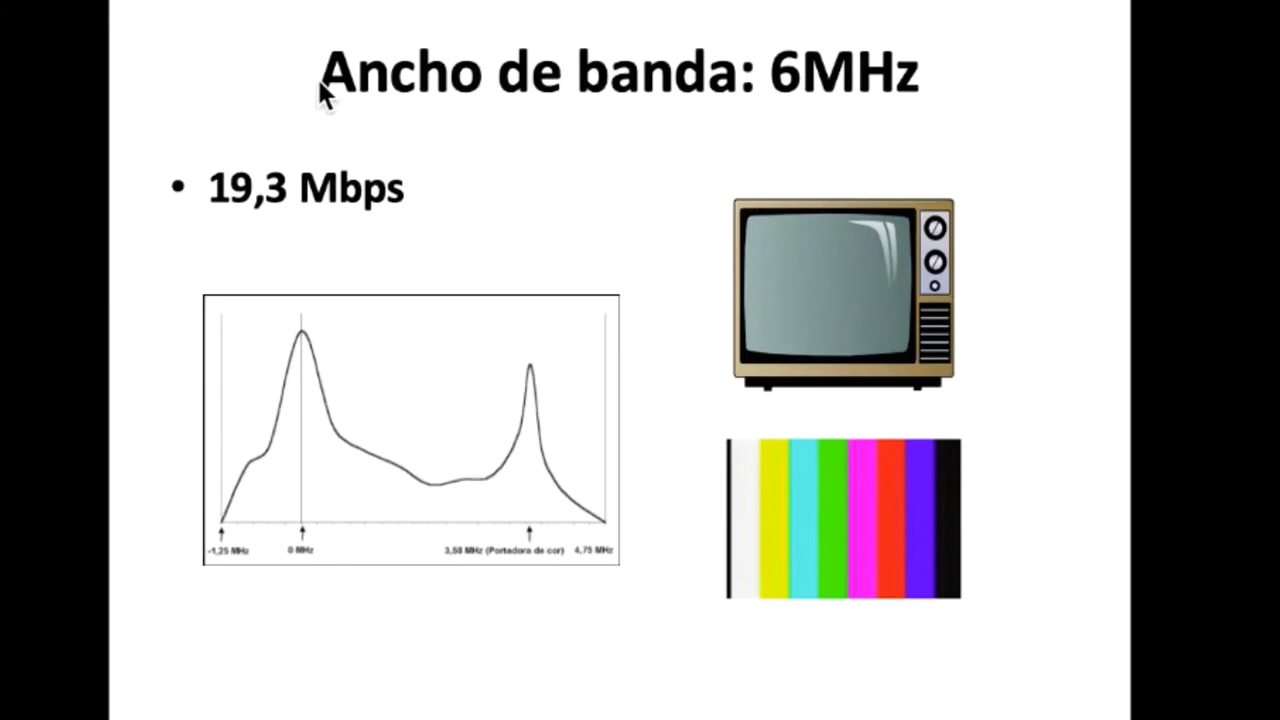 Ancho de banda: 6MHz
• 19,3 Mbps
-1,25 MHz 0 MHz 3,58 MHz (Portadora de cor) 4,75 MHz